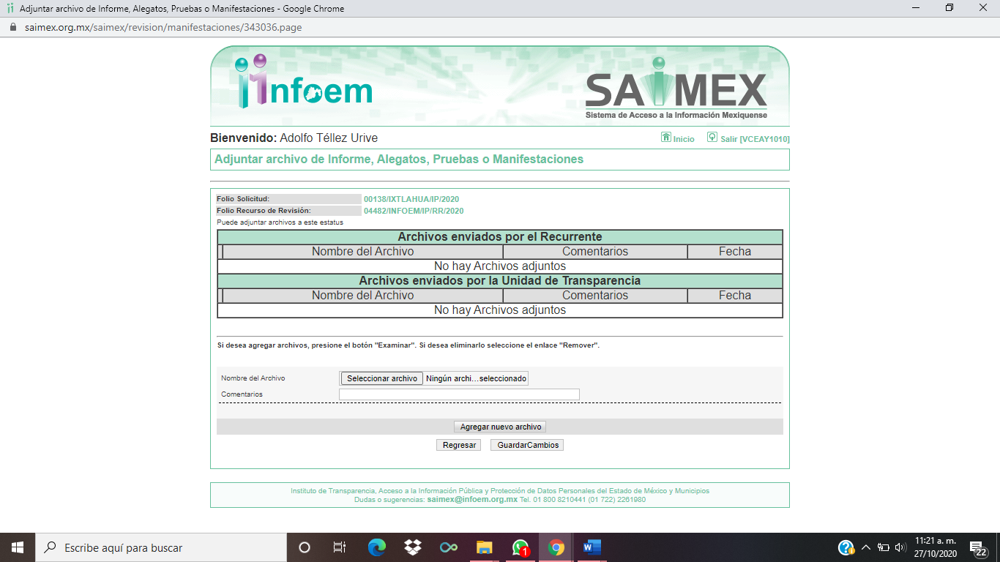 Adjuntar archivo de Informe, Alegatos, Pruebas o Manifestaciones - Google Chrome
saimex.org.mx/saimex/revision/manifestaciones/343036.page
infoem
SAIMEX
Sistema de Acceso a la Información Mexiquense
Bienvenido: Adolfo Téllez Urive Inicio Salir [VCEAY1010]
Adjuntar archivo de Informe, Alegatos, Pruebas o Manifestaciones
Folio Solicitud: 00138/IXTLAHUA/IP/2020
Folio Recurso de Revisión: 04482/INFOEM/IP/RR/2020
Puede adjuntar archivos a este estatus
Archivos enviados por el Recurrente
Nombre del Archivo Comentarios Fecha
No hay Archivos adjuntos
Archivos enviados por la Unidad de Transparencia
Nombre del Archivo Comentarios Fecha
No hay Archivos adjuntos
Si desea agregar archivos, presione el botón "Examinar". Si desea eliminarlo seleccione el enlace "Remover".
Nombre del Archivo Seleccionar archivo Ningún archi...seleccionado
Comentarios
Agregar nuevo archivo
Regresar GuardarCambios
Instituto de Transparencia, Acceso a la Información Pública y Protección de Datos Personales del Estado de México y Municipios
Dudas o sugerencias: saimex@infoem.org.mx Tel. 01 800 8210441 (01 722) 2261980
Escribe aquí para buscar
1
11:21 a. m.
27/10/2020
22